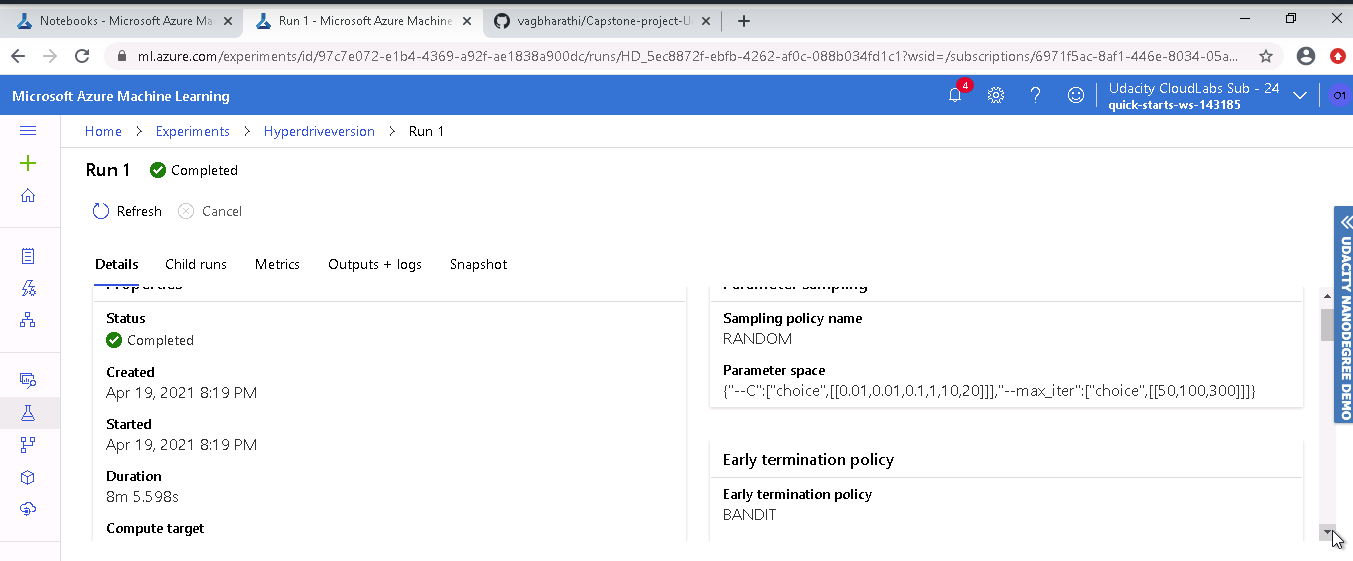 Notebooks - Microsoft Azure Ma
Run 1 - Microsoft Azure Machine
vagbharathi/Capstone-project-U
ml.azure.com/experiments/id/97c7e072-e1b4-4369-a92f-ae1838a900dc/runs/HD_5ec8872f-ebfb-4262-af0c-088b034fd1c1?wsid=/subscriptions/6971f5ac-8af1-446e-8034-05a...
Microsoft Azure Machine Learning
4
Udacity CloudLabs Sub - 24
quick-starts-ws-143185
O1
Home > Experiments > Hyperdriveversion > Run 1
Run 1 Completed
Refresh Cancel
Details Child runs Metrics Outputs + logs Snapshot
Properties
Status
Completed
Created
Apr 19, 2021 8:19 PM
Started
Apr 19, 2021 8:19 PM
Duration
8m 5.598s
Compute target
Parameter sampling
Sampling policy name
RANDOM
Parameter space
{"--C":["choice",[[0.01,0.01,0.1,1,10,20]]],"--max_iter":["choice",[[50,100,300]]]}
Early termination policy
Early termination policy
BANDIT
UDACITY NANODEGREE DEMO